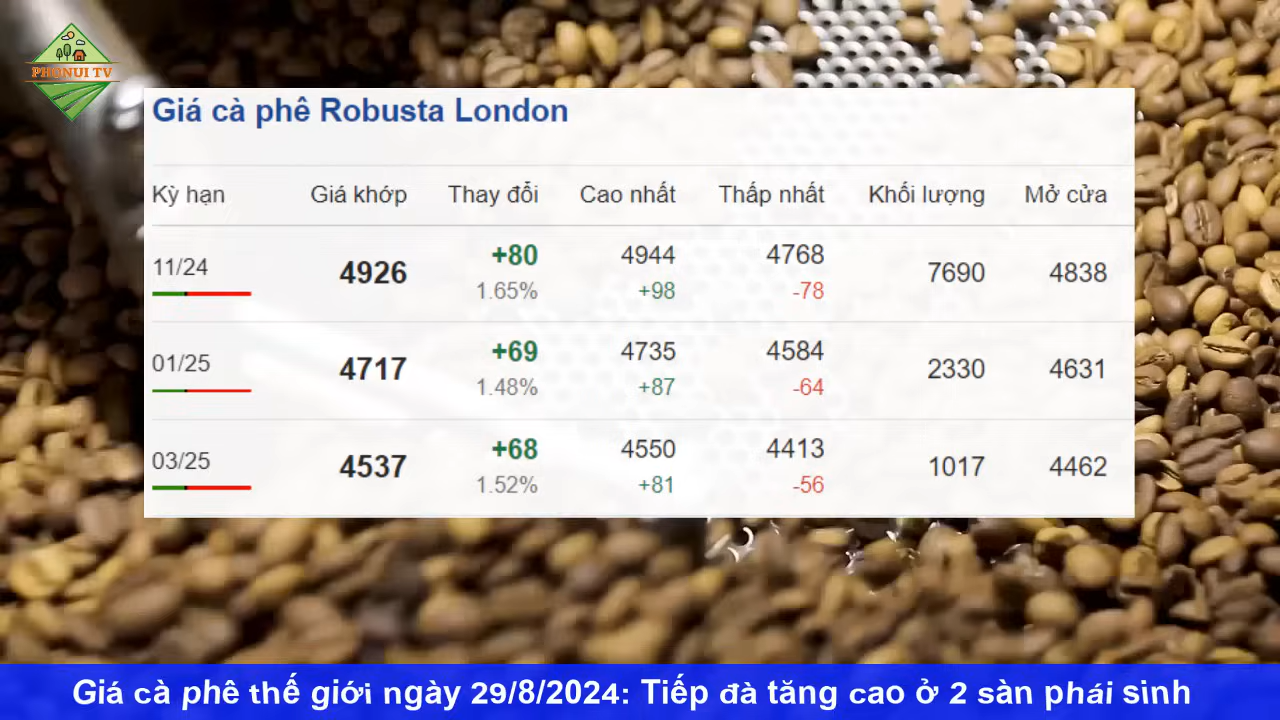 PHONUI TV
Giá cà phê Robusta London
Kỳ hạn Giá khớp Thay đổi Cao nhất Thấp nhất Khối lượng Mở cửa
11/24 4926 +80 4944 4768 7690 4838
1.65% +98 -78
01/25 4717 +69 4735 4584 2330 4631
1.48% +87 -64
03/25 4537 +68 4550 4413 1017 4462
1.52% +81 -56
Giá cà phê thế giới ngày 29/8/2024: Tiếp đà tăng cao ở 2 sàn phái sinh